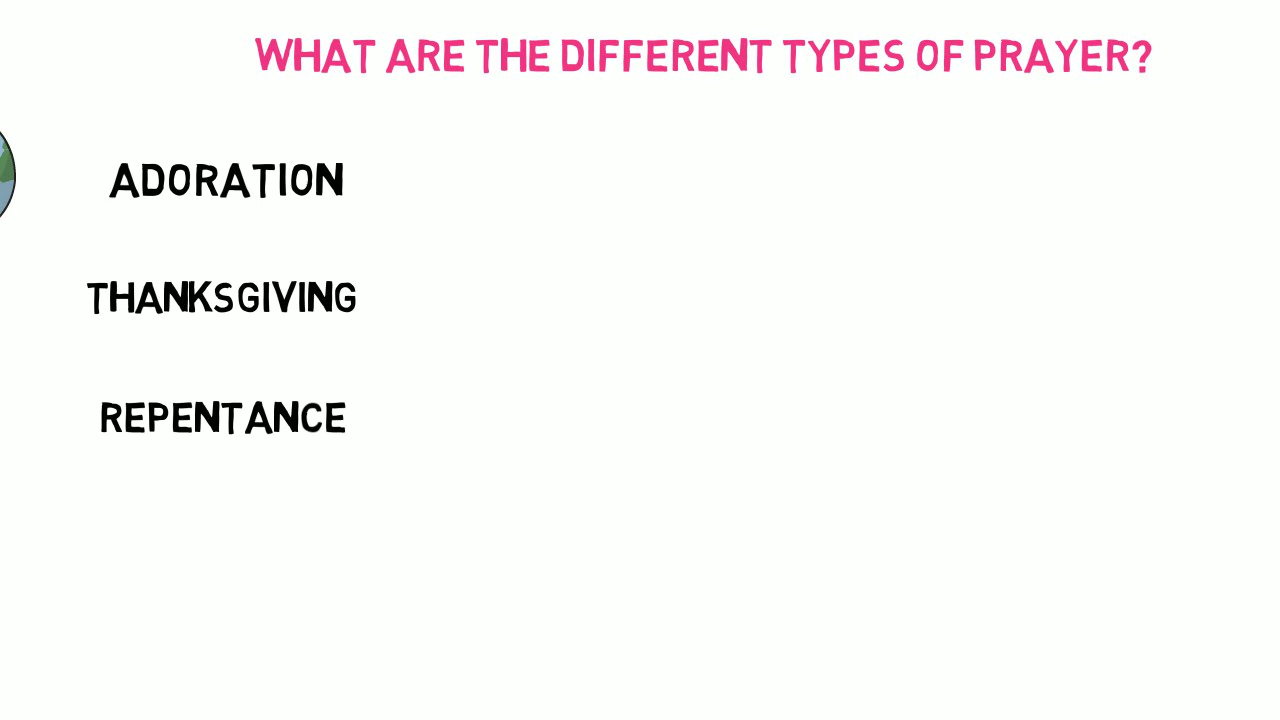 WHAT ARE THE DIFFERENT TYPES OF PRAYER?
ADORATION
THANKSGIVING
REPENTANCE